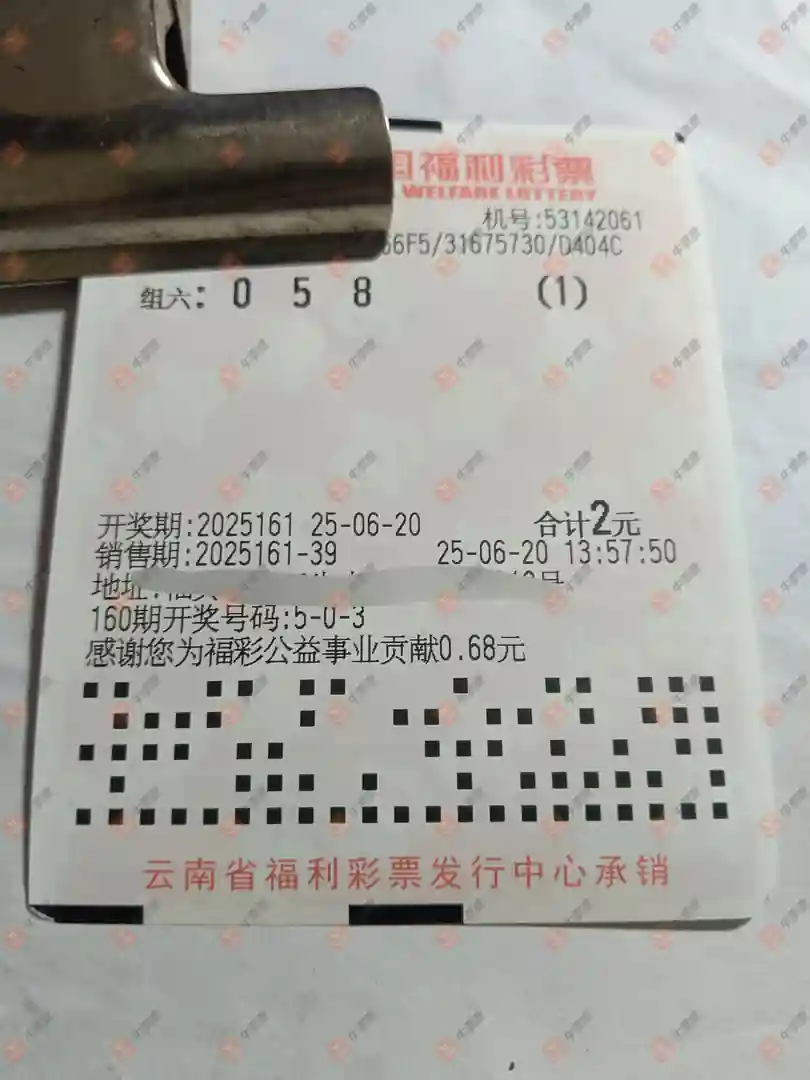 国福利彩票
WELFARE LOTTERY
机号:53142061
66F5/31675730/D404C
组六: 0 5 8 (1)
开奖期:2025161 25-06-20 合计2元
销售期:2025161-39 25-06-20 13:57:50
地址:
160期开奖号码:5-0-3
感谢您为福彩公益事业贡献0.68元
云南省福利彩票发行中心承销